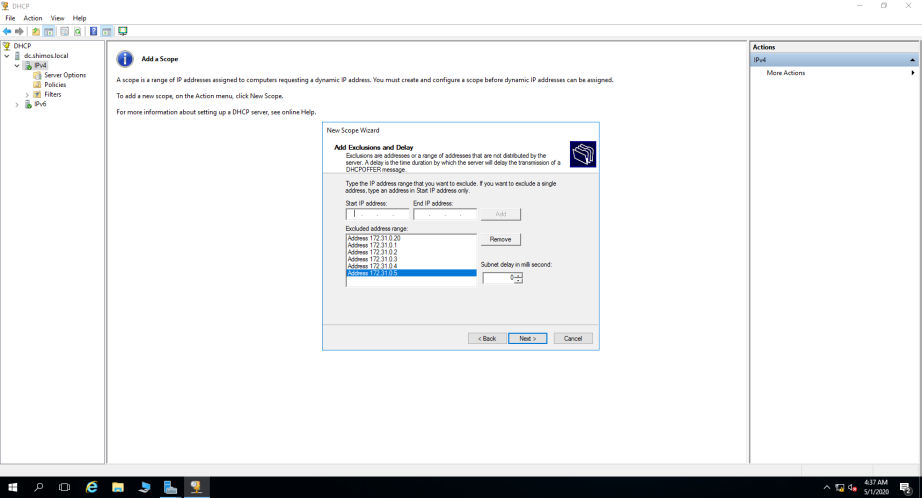 DHCP
File Action View Help
DHCP
dc.shimos.local
IPv4
Server Options
Policies
Filters
IPv6
Add a Scope
A scope is a range of IP addresses assigned to computers requesting a dynamic IP address. You must create and configure a scope before dynamic IP addresses can be assigned.
To add a new scope, on the Action menu, click New Scope.
For more information about setting up a DHCP server, see online Help.
New Scope Wizard
Add Exclusions and Delay
Exclusions are addresses or a range of addresses that are not distributed by the
server. A delay is the time duration by which the server will delay the transmission of a
DHCPOFFER message.
Type the IP address range that you want to exclude. If you want to exclude a single
address, type an address in Start IP address only.
Start IP address: End IP address:
Add
Excluded address range:
Address 172.31.0.20
Address 172.31.0.1
Address 172.31.0.2
Address 172.31.0.3
Address 172.31.0.4
Address 172.31.0.5
Remove
Subnet delay in milli second:
0
< Back Next > Cancel
Actions
IPv4
More Actions
4:37 AM
5/1/2020